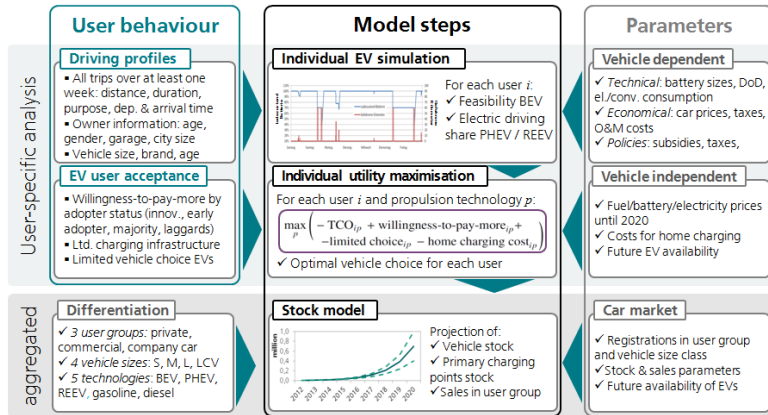 User behaviour
Model steps
Parameters
User-specific analysis
Driving profiles
▪ All trips over at least one
week: distance, duration,
purpose, dep. & arrival time
▪ Owner information: age,
gender, garage, city size
▪ Vehicle size, brand, age
Individual EV simulation
For each user i:
✓ Feasibility BEV
✓ Electric driving
share PHEV / REEV
Vehicle dependent
✓ Technical: battery sizes, DoD,
el./conv. consumption
✓ Economical: car prices, taxes,
O&M costs
✓ Policies: subsidies, taxes,
EV user acceptance
▪ Willingness-to-pay-more by
adopter status (innov., early
adopter, majority, laggards)
▪ Ltd. charging infrastructure
▪ Limited vehicle choice EVs
Individual utility maximisation
For each user i and propulsion technology p:
max p ( − TCO ip + willingness-to-pay-more ip +
−limited choice ip − home charging cost ip )
✓ Optimal vehicle choice for each user
Vehicle independent
✓ Fuel/battery/electricity prices
until 2020
✓ Costs for home charging
✓ Future EV availability
aggregated
Differentiation
✓ 3 user groups: private,
commercial, company car
✓ 4 vehicle sizes: S, M, L, LCV
✓ 5 technologies: BEV, PHEV,
REEV, gasoline, diesel
Stock model
million
1,0
0,8
0,6
0,4
0,2
0,0
2012 2013 2014 2015 2016 2017 2018 2019 2020
Projection of:
✓ Vehicle stock
✓ Primary charging
points stock
✓ Sales in user group
Car market
✓ Registrations in user group
and vehicle size class
✓ Stock & sales parameters
✓ Future availability of EVs